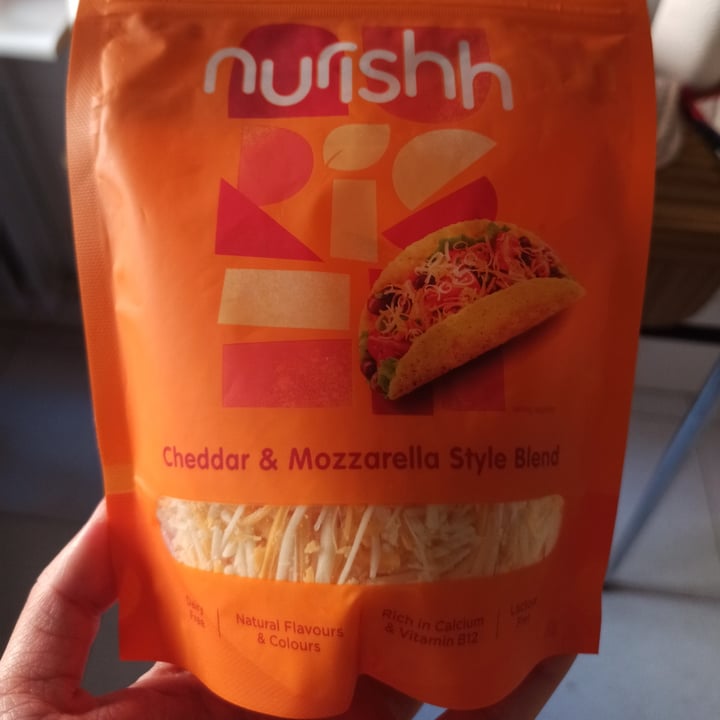 nurishh
Cheddar & Mozzarella Style Blend
Dairy
Free
Natural Flavours
& Colours
Rich in Calcium
& Vitamin B12
Lactose
Free